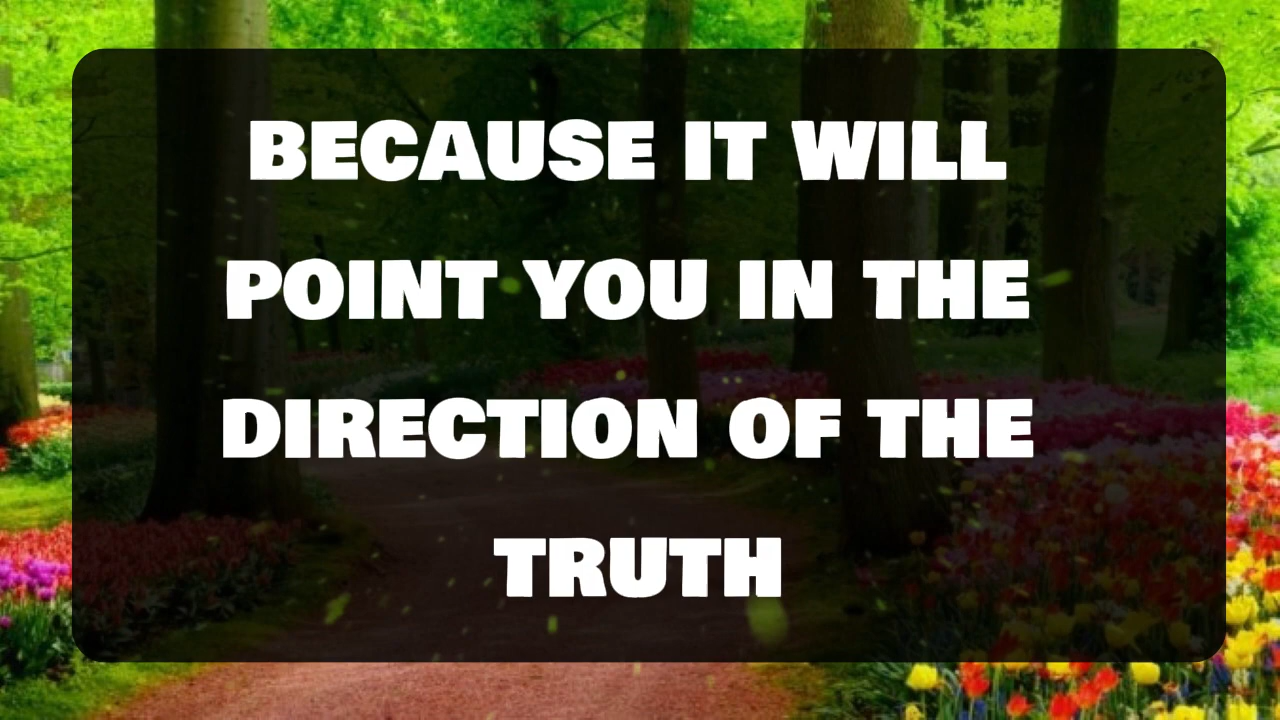 BECAUSE IT WILL
POINT YOU IN THE
DIRECTION OF THE
TRUTH